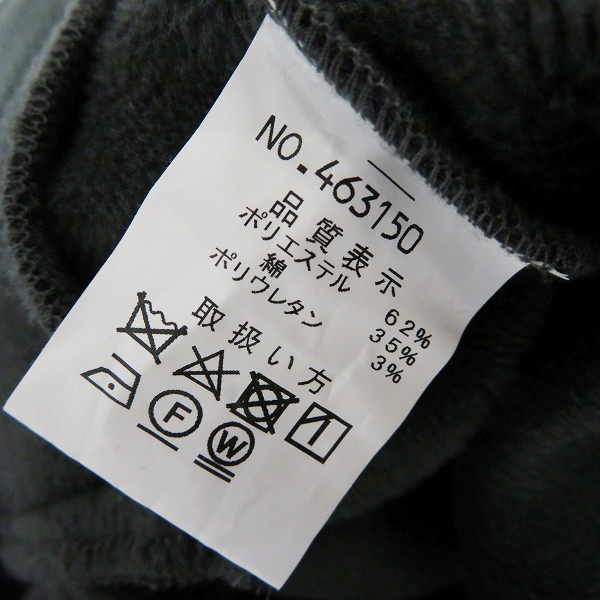 NO.463150
品質表示
ポリエステル 62%
綿 35%
ポリウレタン 3%
取扱い方
F W